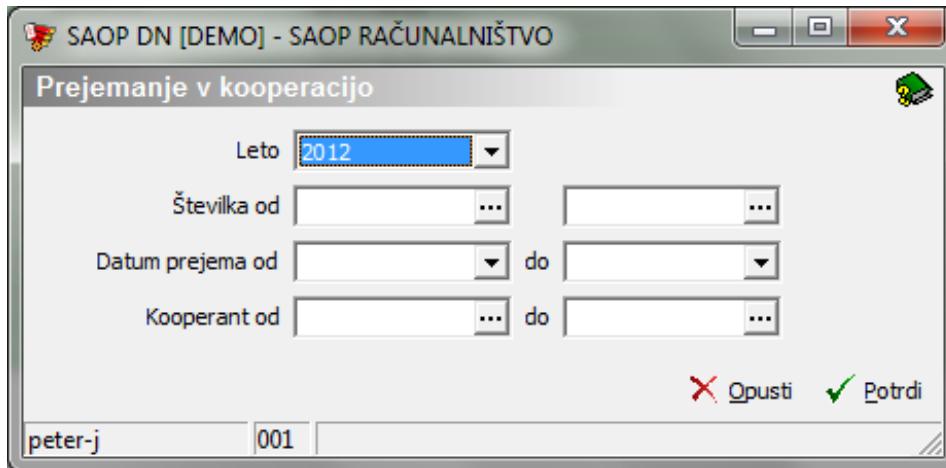 SAOP DN [DEMO] - SAOP RAČUNALNIŠTVO
Prejemanje v kooperacijo
Leto 2012
Številka od
Datum prejema od do
Kooperant od do
Opusti Potrdi
peter-j 001